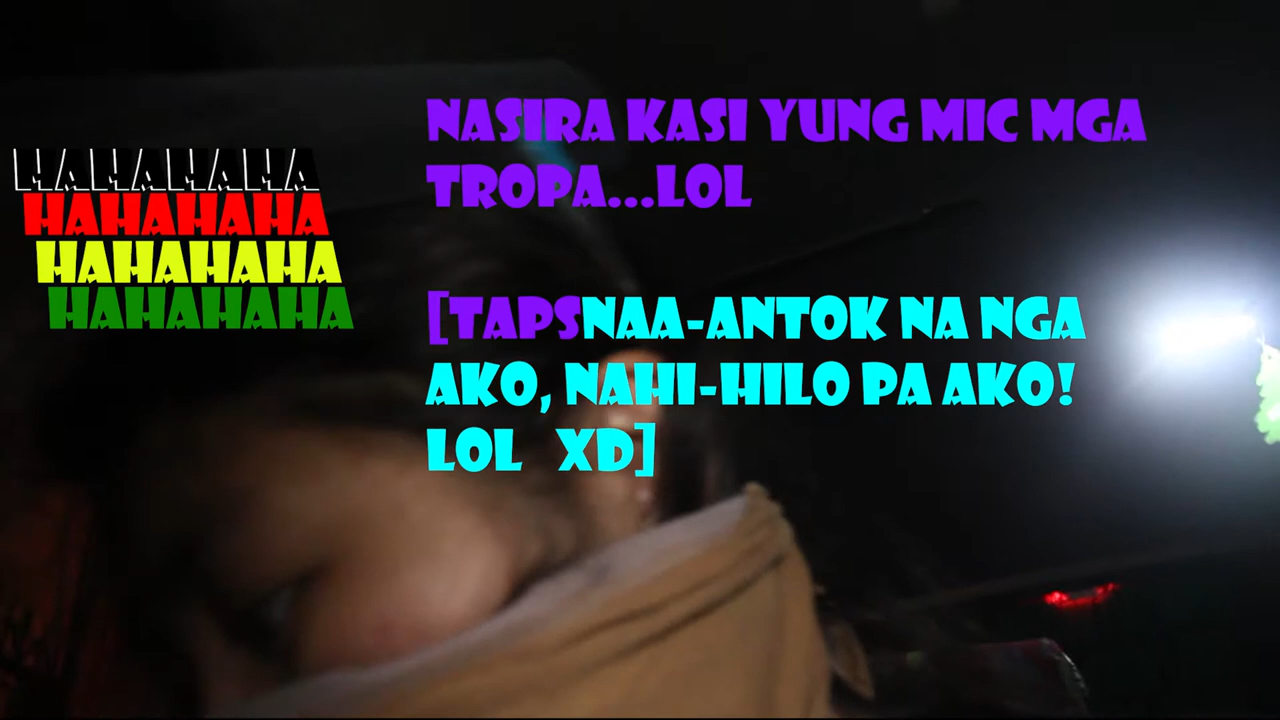 HAHAHAHA
HAHAHAHA
HAHAHAHA
HAHAHAHA
NASIRA KASI YUNG MIC MGA
TROPA...LOL
[TAPSNAA-ANTOK NA NGA
AKO, NAHI-HILO PA AKO!
LOL XD]